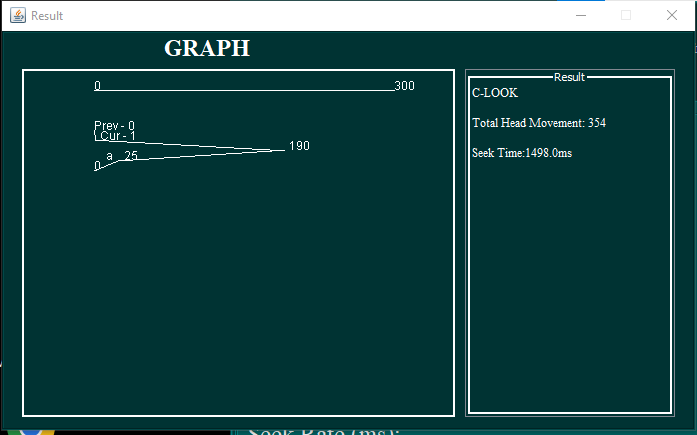 Result
GRAPH
0 300
Prev - 0
Cur - 1
190
a 25
0
Result
C-LOOK
Total Head Movement: 354
Seek Time:1498.0ms
Seek Rate (ms):